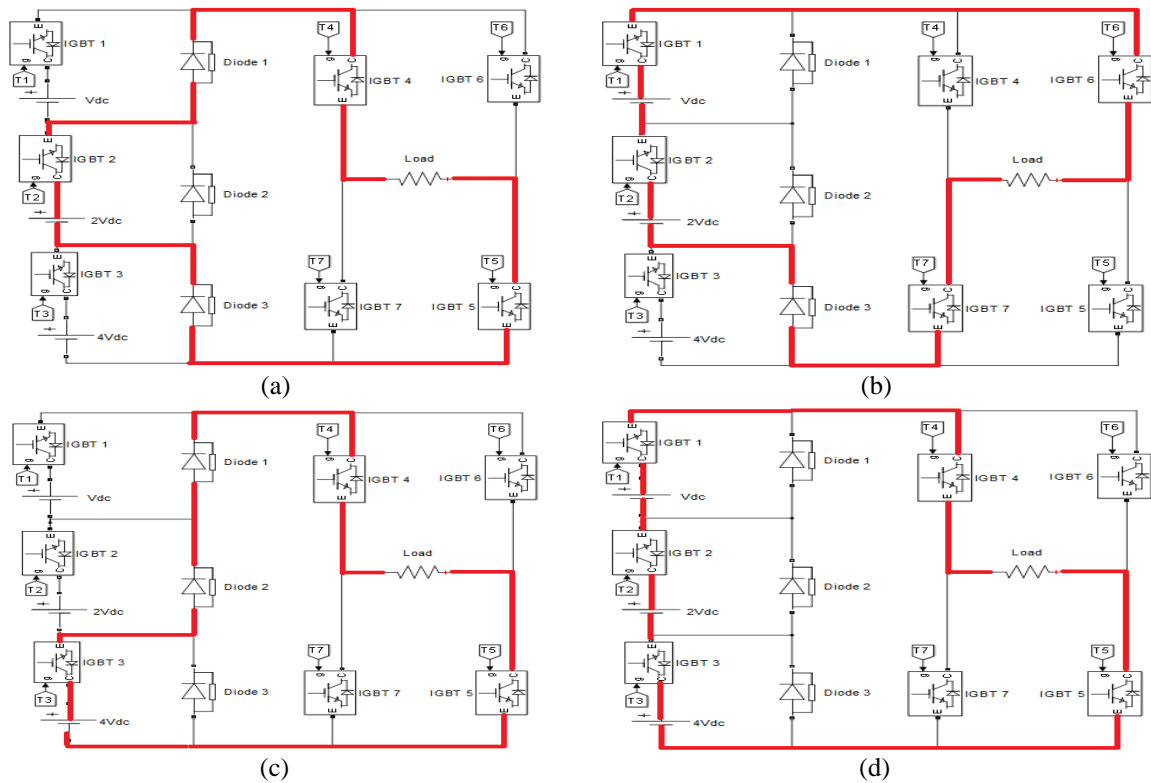 E
IGBT 1
g
C
T1
Vdc
E
IGBT 2
g
C
T2
2Vdc
E
IGBT 3
g
C
T3
4Vdc
Diode 1
Diode 2
Diode 3
T4
g
C
IGBT 4
E
T6
g
C
IGBT 6
E
Load
T7
g
C
IGBT 7
E
T5
g
C
IGBT 5
E
(a)
E
IGBT 1
g
C
T1
Vdc
E
IGBT 2
g
C
T2
2Vdc
E
IGBT 3
g
C
T3
4Vdc
Diode 1
Diode 2
Diode 3
T4
g
C
IGBT 4
E
T6
g
C
IGBT 6
E
Load
T7
g
C
IGBT 7
E
T5
g
C
IGBT 5
E
(b)
E
IGBT 1
g
C
T1
Vdc
E
IGBT 2
g
C
T2
2Vdc
E
IGBT 3
g
C
T3
4Vdc
Diode 1
Diode 2
Diode 3
T4
g
C
IGBT 4
E
T6
g
C
IGBT 6
E
Load
T7
g
C
IGBT 7
E
T5
g
C
IGBT 5
E
(c)
E
IGBT 1
g
C
T1
Vdc
E
IGBT 2
g
C
T2
2Vdc
E
IGBT 3
g
C
T3
4Vdc
Diode 1
Diode 2
Diode 3
T4
g
C
IGBT 4
E
T6
g
C
IGBT 6
E
Load
T7
g
C
IGBT 7
E
T5
g
C
IGBT 5
E
(d)